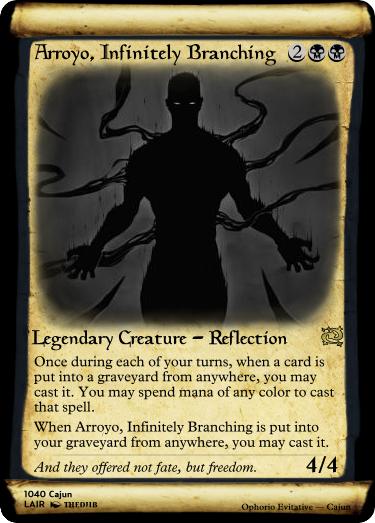 Arroyo, Infinitely Branching 2
Legendary Creature – Reflection
Once during each of your turns, when a card is
put into a graveyard from anywhere, you may
cast it. You may spend mana of any color to cast
that spell.
When Arroyo, Infinitely Branching is put into
your graveyard from anywhere, you may cast it.
And they offered not fate, but freedom.
4/4
1040 Cajun
LAIR THEDJIB
Ophorio Evitative — Cajun